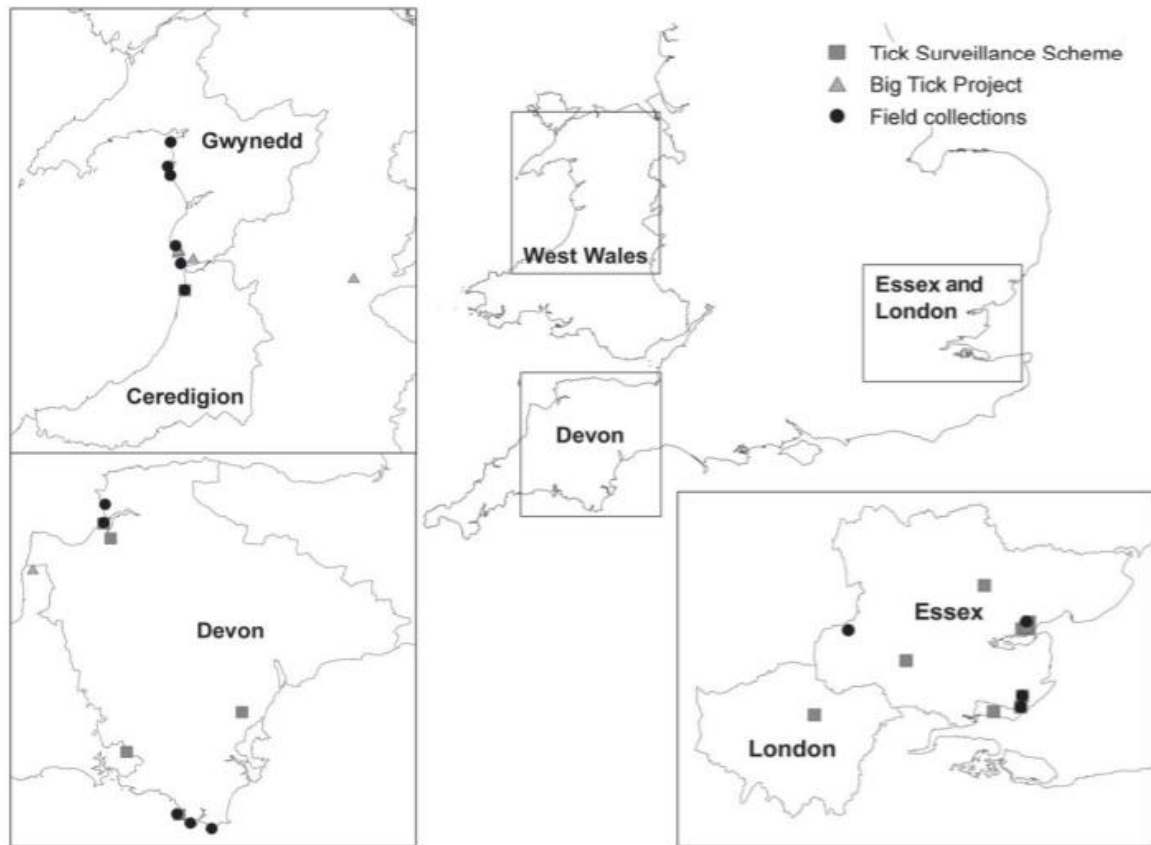 Gwynedd
Ceredigion
Devon
West Wales
Devon
Essex and
London
Tick Surveillance Scheme
Big Tick Project
Field collections
Essex
London